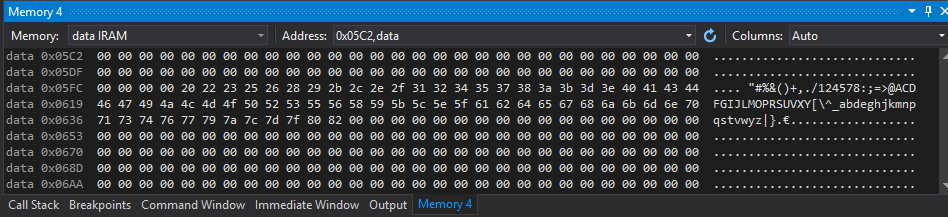 Memory 4
Memory: data IRAM Address: 0x05C2,data Columns: Auto
data 0x05C2 00 00 00 00 00 00 00 00 00 00 00 00 00 00 00 00 00 00 00 00 00 00 00 00 00 00 00 00 00 .............................
data 0x05DF 00 00 00 00 00 00 00 00 00 00 00 00 00 00 00 00 00 00 00 00 00 00 00 00 00 00 00 00 00 .............................
data 0x05FC 00 00 00 00 20 22 23 25 26 28 29 2b 2c 2e 2f 31 32 34 35 37 38 3a 3b 3d 3e 40 41 43 44 .... "#%&()+,./124578:;=>@ACD
data 0x0619 46 47 49 4a 4c 4d 4f 50 52 53 55 56 58 59 5b 5c 5e 5f 61 62 64 65 67 68 6a 6b 6d 6e 70 FGIJLMOPRSUVXY[\^_abdeghjkmnp
data 0x0636 71 73 74 76 77 79 7a 7c 7d 7f 80 82 00 00 00 00 00 00 00 00 00 00 00 00 00 00 00 00 00 qstvwyz|}.€..................
data 0x0653 00 00 00 00 00 00 00 00 00 00 00 00 00 00 00 00 00 00 00 00 00 00 00 00 00 00 00 00 00 .............................
data 0x0670 00 00 00 00 00 00 00 00 00 00 00 00 00 00 00 00 00 00 00 00 00 00 00 00 00 00 00 00 00 .............................
data 0x068D 00 00 00 00 00 00 00 00 00 00 00 00 00 00 00 00 00 00 00 00 00 00 00 00 00 00 00 00 00 .............................
data 0x06AA 00 00 00 00 00 00 00 00 00 00 00 00 00 00 00 00 00 00 00 00 00 00 00 00 00 00 00 00 00 .............................
Call Stack Breakpoints Command Window Immediate Window Output Memory 4